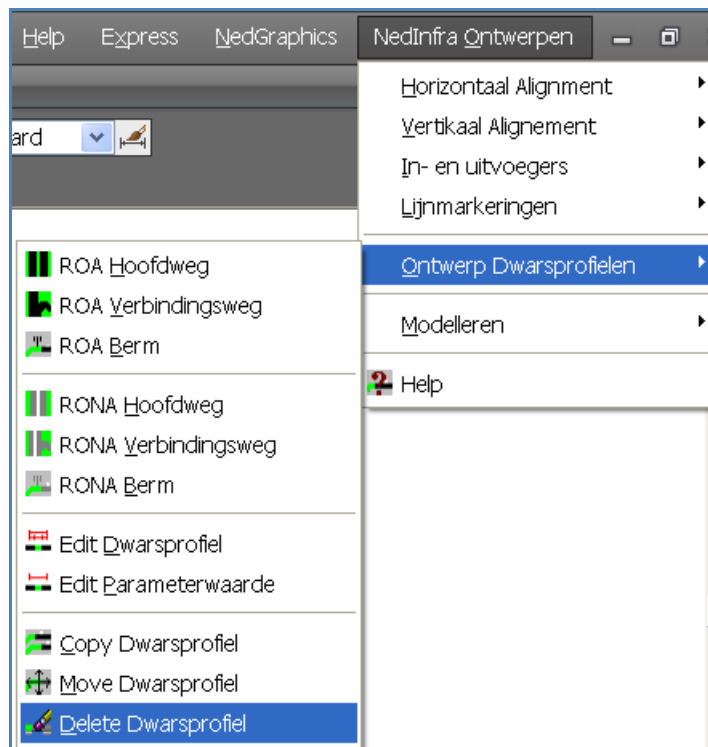 Help Express NedGraphics NedInfra Ontwerpen
ard
Horizontaal Alignment
Vertikaal Alignement
In- en uitvoegers
Lijnmarkeringen
Ontwerp Dwarsprofielen
Modelleren
Help
ROA Hoofdweg
ROA Verbindingsweg
ROA Berm
RONA Hoofdweg
RONA Verbindingsweg
RONA Berm
Edit Dwarsprofiel
Edit Parameterwaarde
Copy Dwarsprofiel
Move Dwarsprofiel
Delete Dwarsprofiel